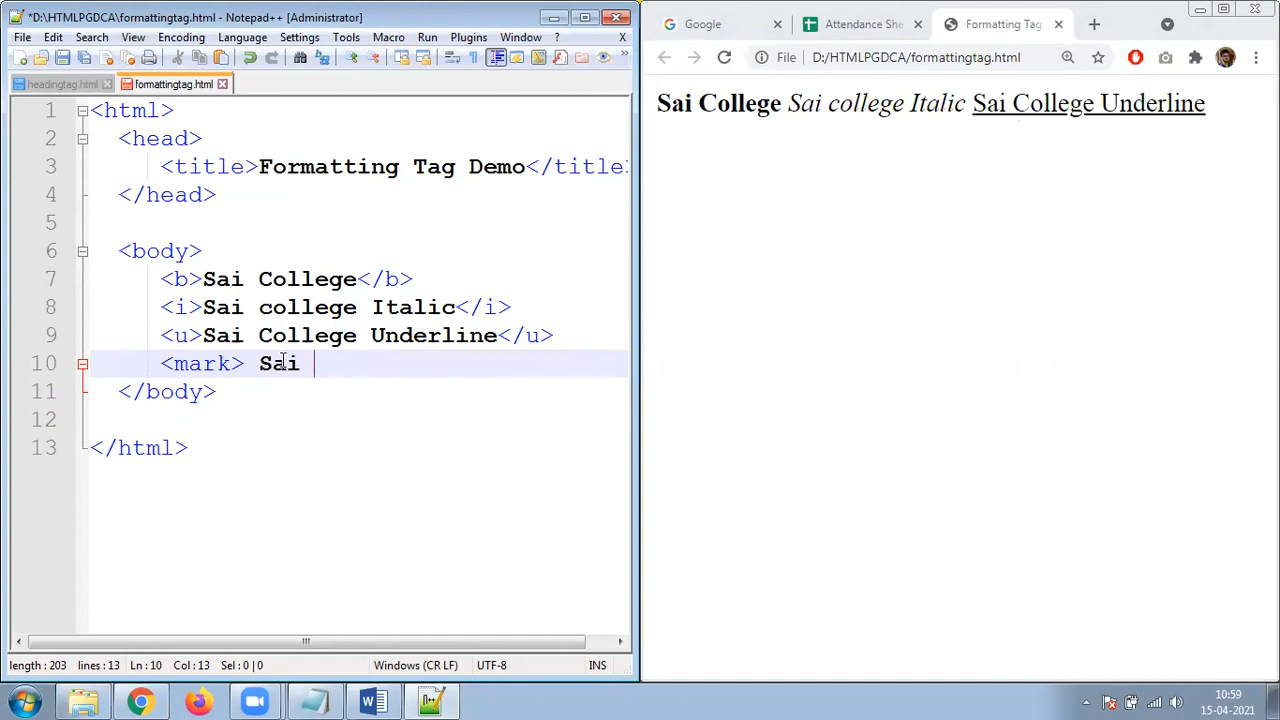 *D:\HTMLPGDCA\formattingtag.html - Notepad++ [Administrator]
File Edit Search View Encoding Language Settings Tools Macro Run Plugins Window ? X
headingtag.html formattingtag.html
1 <html>
2 <head>
3 <title>Formatting Tag Demo</title>
4 </head>
5
6 <body>
7 <b>Sai College</b>
8 <i>Sai college Italic</i>
9 <u>Sai College Underline</u>
10 <mark> Sai
11 </body>
12
13 </html>
length : 203 lines : 13 Ln : 10 Col : 13 Sel : 0 | 0 Windows (CR LF) UTF-8 INS
Google Attendance She Formatting Tag
File D:/HTMLPGDCA/formattingtag.html
Sai College Sai college Italic Sai College Underline
10:59
15-04-2021